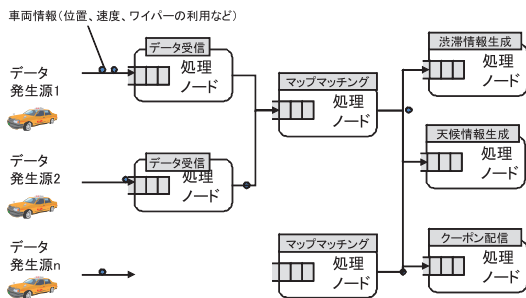 車両情報(位置、速度、ワイパーの利用など)
データ
発生源1
データ受信
処理
ノード
マップマッチング
処理
ノード
渋滞情報生成
処理
ノード
データ
発生源2
データ受信
処理
ノード
天候情報生成
処理
ノード
データ
発生源n
マップマッチング
処理
ノード
クーポン配信
処理
ノード